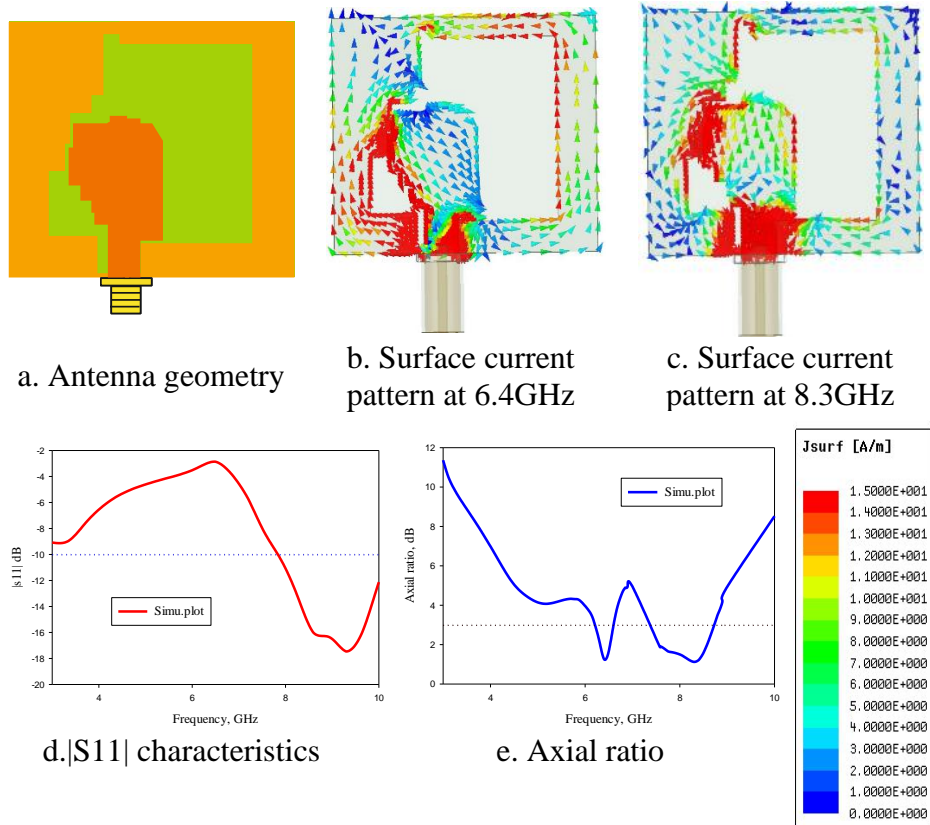 a. Antenna geometry
b. Surface current
pattern at 6.4GHz
c. Surface current
pattern at 8.3GHz
-2
-4
-6
-8
-10
-12
-14
-16
-18
-20
|s11| dB
Simu.plot
4
6
8
10
Frequency, GHz
d.|S11| characteristics
12
10
8
6
4
2
0
Axial ratio, dB
Simu.plot
4
6
8
10
Frequency, GHz
e. Axial ratio
Jsurf [A/m]
1.5000E+001
1.4000E+001
1.3000E+001
1.2000E+001
1.1000E+001
1.0000E+001
9.0000E+000
8.0000E+000
7.0000E+000
6.0000E+000
5.0000E+000
4.0000E+000
3.0000E+000
2.0000E+000
1.0000E+000
0.0000E+000